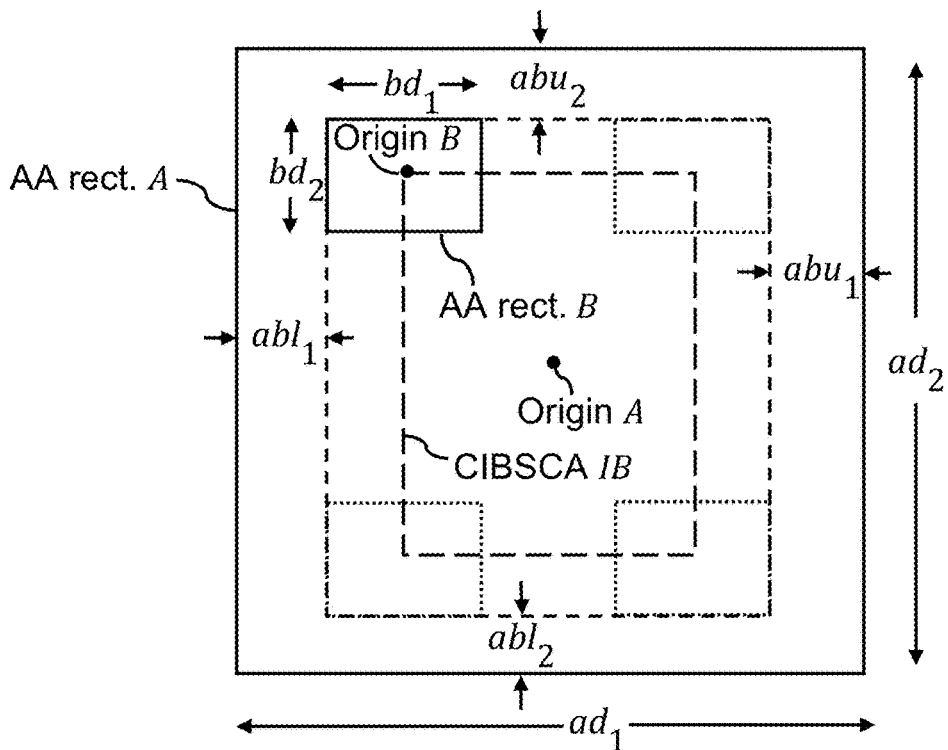 abu₂
bd₁
Origin B
bd₂
AA rect. A
abu₁
AA rect. B
abl₁
ad₂
Origin A
CIBSCA IB
abl₂
ad₁